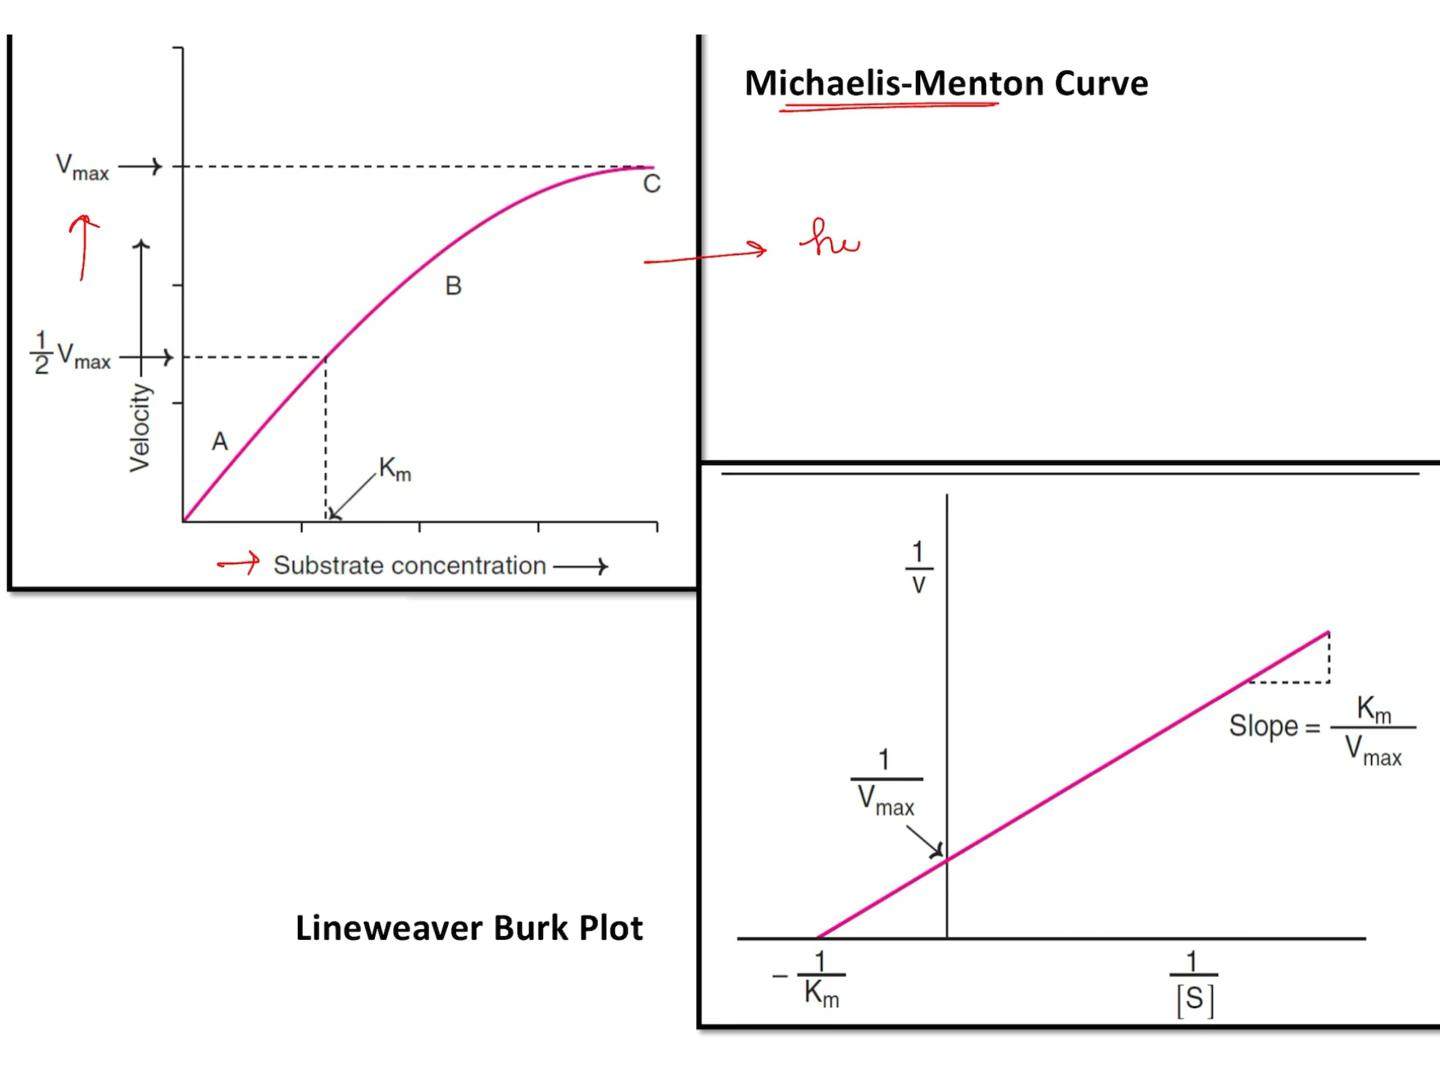 Michaelis-Menton Curve
Vmax
C
B
1/2 Vmax
Velocity
A
Km
Substrate concentration
1/v
Slope = Km/Vmax
1/Vmax
Lineweaver Burk Plot
- 1/Km
1/[S]